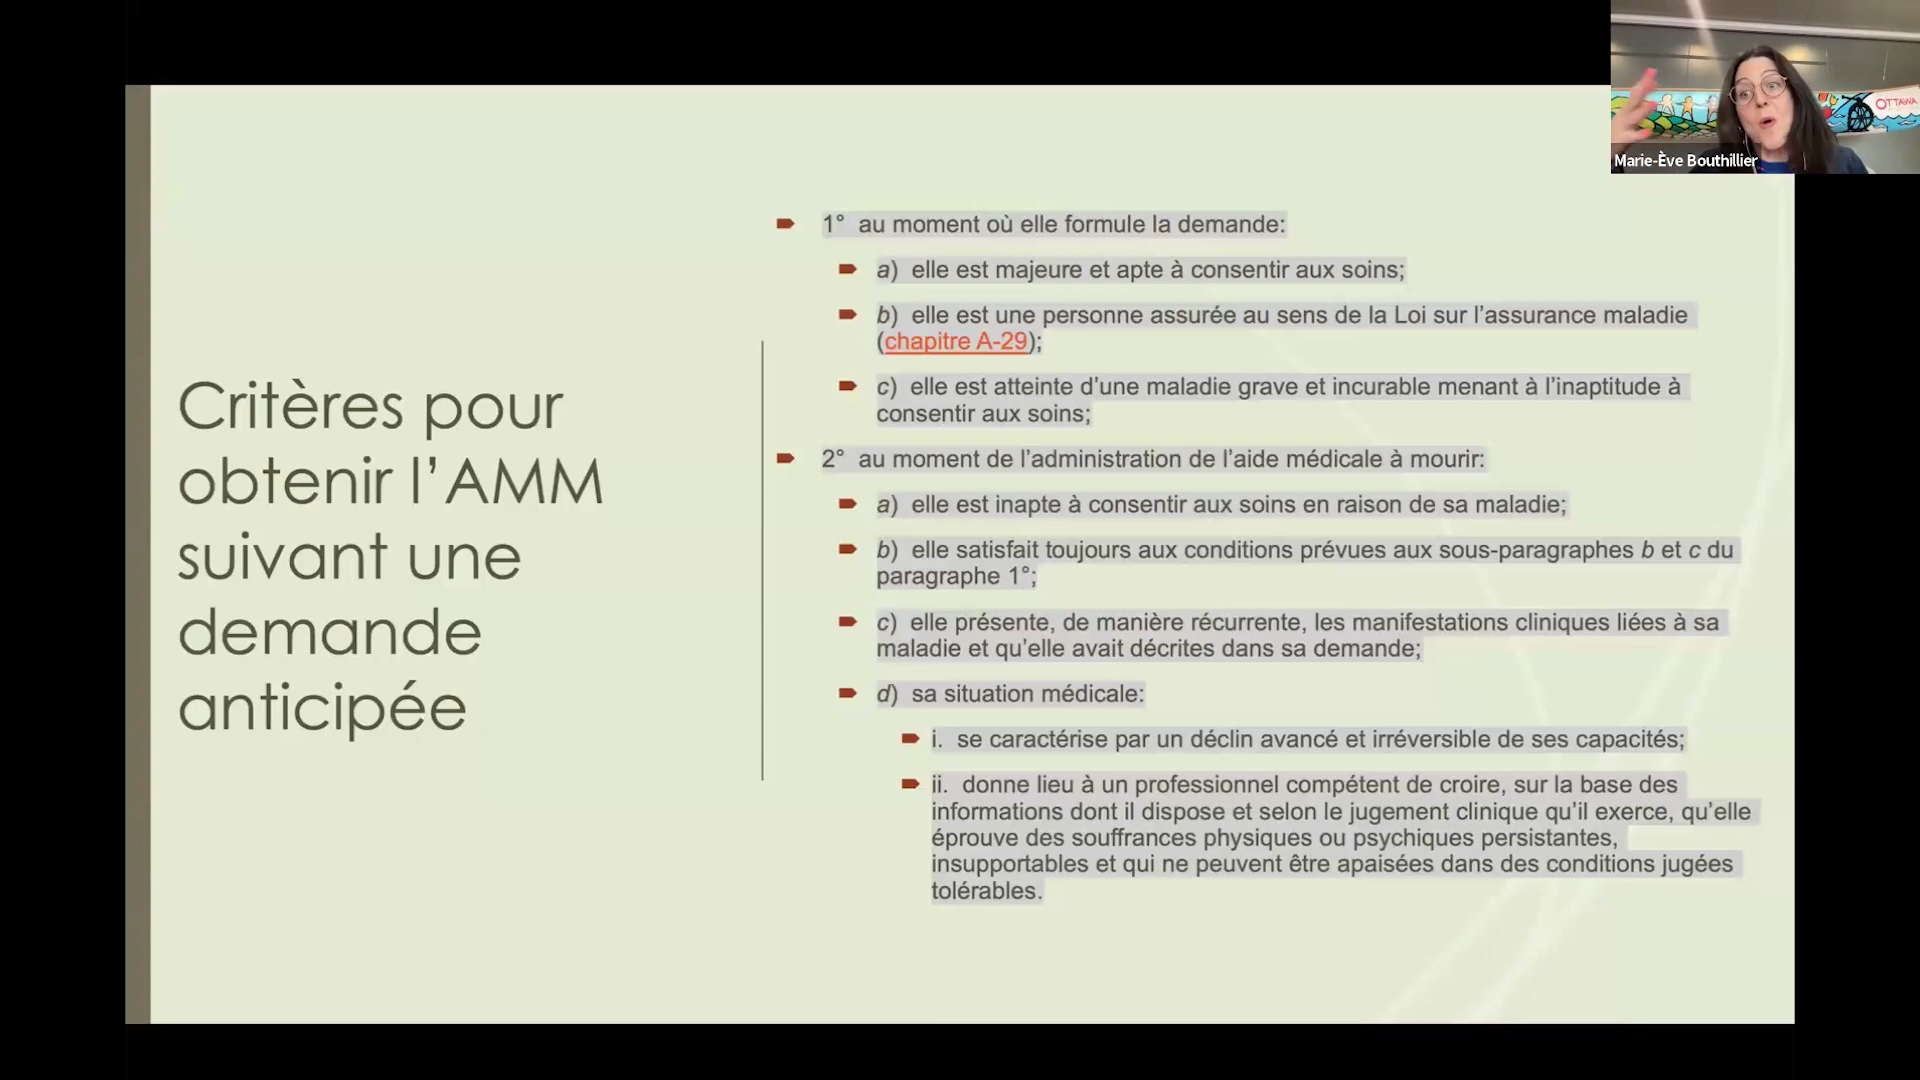 OTTAWA
Marie-Ève Bouthillier
Critères pour
obtenir l’AMM
suivant une
demande
anticipée
1° au moment où elle formule la demande:
a) elle est majeure et apte à consentir aux soins;
b) elle est une personne assurée au sens de la Loi sur l’assurance maladie
(chapitre A-29);
c) elle est atteinte d’une maladie grave et incurable menant à l’inaptitude à
consentir aux soins;
2° au moment de l’administration de l’aide médicale à mourir:
a) elle est inapte à consentir aux soins en raison de sa maladie;
b) elle satisfait toujours aux conditions prévues aux sous-paragraphes b et c du
paragraphe 1°;
c) elle présente, de manière récurrente, les manifestations cliniques liées à sa
maladie et qu’elle avait décrites dans sa demande;
d) sa situation médicale:
i. se caractérise par un déclin avancé et irréversible de ses capacités;
ii. donne lieu à un professionnel compétent de croire, sur la base des
informations dont il dispose et selon le jugement clinique qu’il exerce, qu’elle
éprouve des souffrances physiques ou psychiques persistantes,
insupportables et qui ne peuvent être apaisées dans des conditions jugées
tolérables.